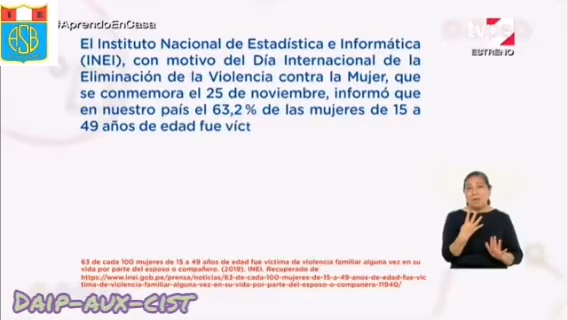 #AprendoEnCasa
I E
ASB
tvperú
ESTRENO
El Instituto Nacional de Estadística e Informática
(INEI), con motivo del Día Internacional de la
Eliminación de la Violencia contra la Mujer, que
se conmemora el 25 de noviembre, informó que
en nuestro país el 63,2 % de las mujeres de 15 a
49 años de edad fue víct
63 de cada 100 mujeres de 15 a 49 años de edad fue víctima de violencia familiar alguna vez en su
vida por parte del esposo o compañero. (2019). INEI. Recuperado de
https://www.inei.gob.pe/prensa/noticias/63-de-cada-100-mujeres-de-15-a-49-anos-de-edad-fue-vic
tima-de-violencia-familiar-alguna-vez-en-su-vida-por-parte-del-esposo-o-companero-11940/
DAIP-AUX-CIST